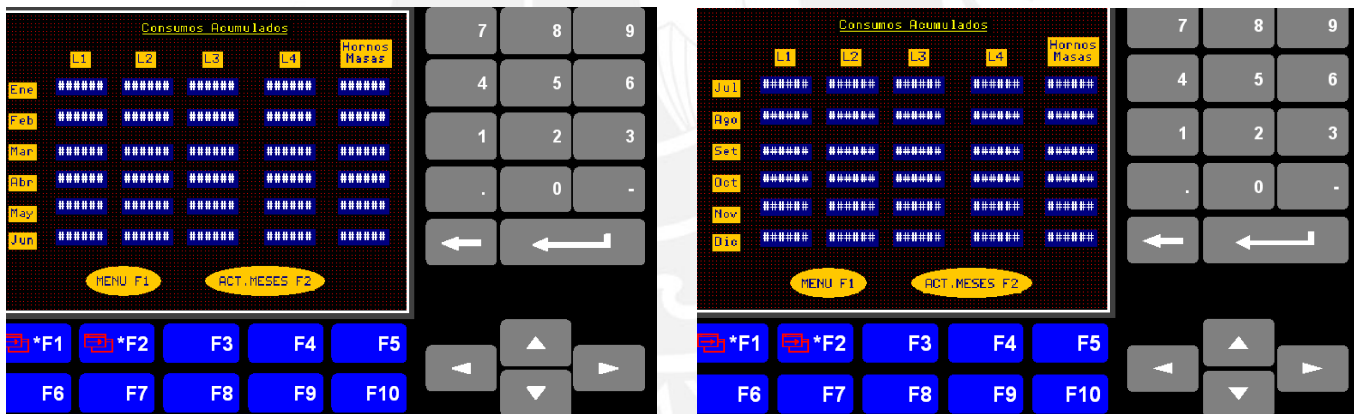 Consumos Acumulados
L1 L2 L3 L4 Hornos Masas
Ene ###### ###### ###### ###### ######
Feb ###### ###### ###### ###### ######
Mar ###### ###### ###### ###### ######
Abr ###### ###### ###### ###### ######
May ###### ###### ###### ###### ######
Jun ###### ###### ###### ###### ######
MENU F1 ACT.MESES F2
7 8 9
4 5 6
1 2 3
. 0 -
*F1 *F2 F3 F4 F5
F6 F7 F8 F9 F10
Consumos Acumulados
L1 L2 L3 L4 Hornos Masas
Jul ###### ###### ###### ###### ######
Ago ###### ###### ###### ###### ######
Set ###### ###### ###### ###### ######
Oct ###### ###### ###### ###### ######
Nov ###### ###### ###### ###### ######
Dic ###### ###### ###### ###### ######
MENU F1 ACT.MESES F2
7 8 9
4 5 6
1 2 3
. 0 -
*F1 *F2 F3 F4 F5
F6 F7 F8 F9 F10